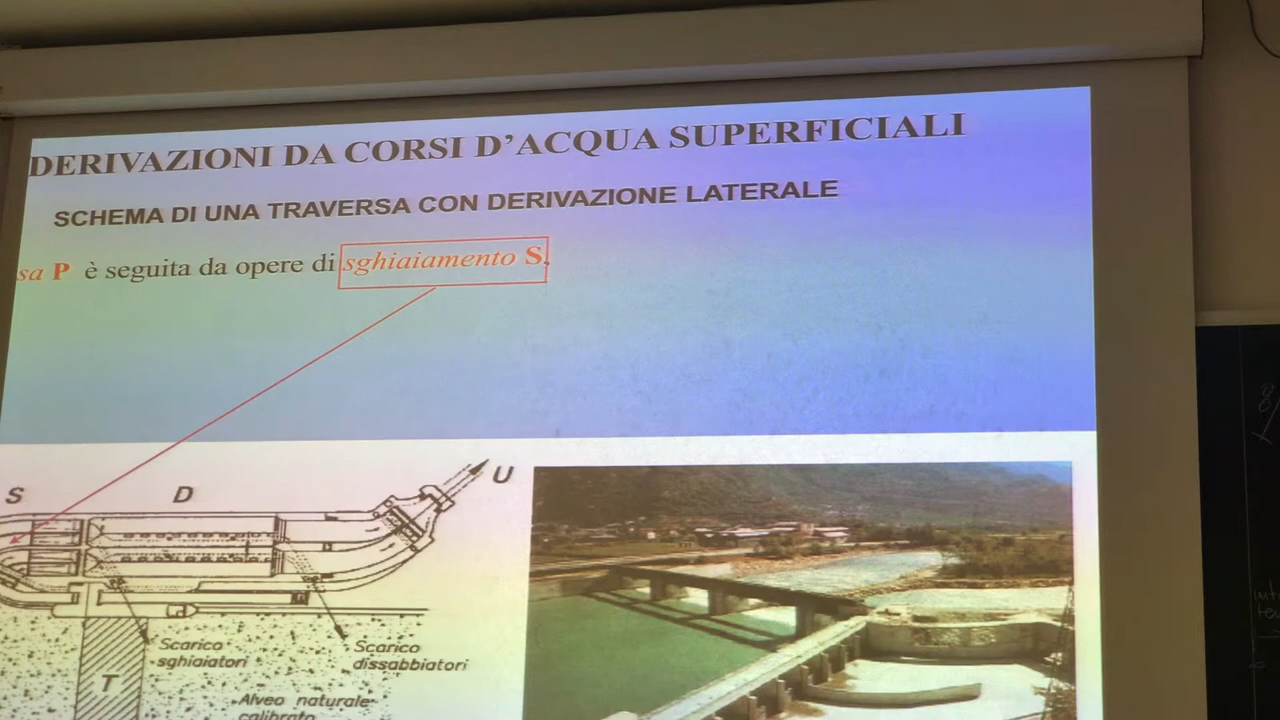 DERIVAZIONI DA CORSI D'ACQUA SUPERFICIALI
SCHEMA DI UNA TRAVERSA CON DERIVAZIONE LATERALE
sa P è seguita da opere di sghiaiamento S,
S
D
U
Scarico
sghiaiatori
Scarico
dissabbiatori
T
Alveo naturale
calibrato